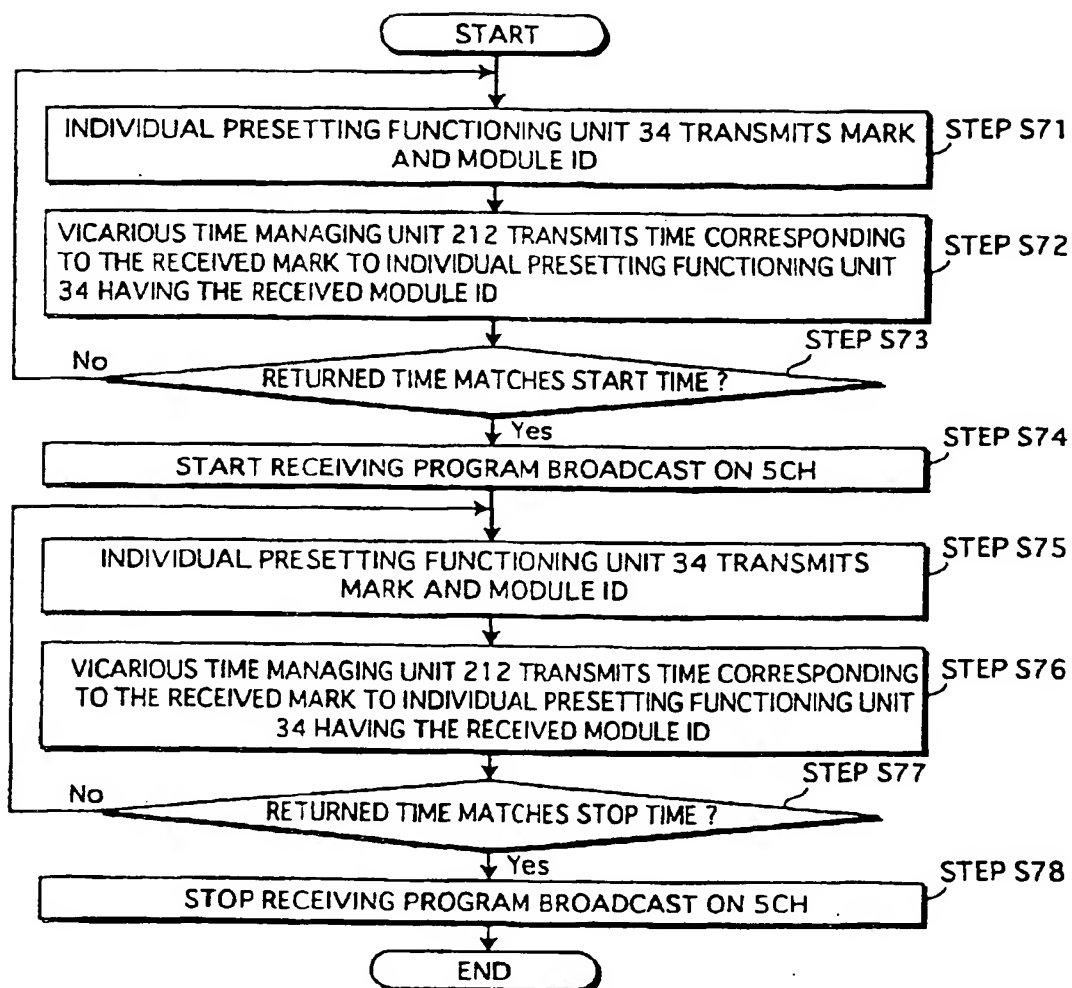 START
INDIVIDUAL PRESETTING FUNCTIONING UNIT 34 TRANSMITS MARK
AND MODULE ID
STEP S71
VICARIOUS TIME MANAGING UNIT 212 TRANSMITS TIME CORRESPONDING
TO THE RECEIVED MARK TO INDIVIDUAL PRESETTING FUNCTIONING UNIT
34 HAVING THE RECEIVED MODULE ID
STEP S72
STEP S73
No
RETURNED TIME MATCHES START TIME ?
Yes
STEP S74
START RECEIVING PROGRAM BROADCAST ON 5CH
INDIVIDUAL PRESETTING FUNCTIONING UNIT 34 TRANSMITS
MARK AND MODULE ID
STEP S75
VICARIOUS TIME MANAGING UNIT 212 TRANSMITS TIME CORRESPONDING
TO THE RECEIVED MARK TO INDIVIDUAL PRESETTING FUNCTIONING UNIT
34 HAVING THE RECEIVED MODULE ID
STEP S76
STEP S77
No
RETURNED TIME MATCHES STOP TIME ?
Yes
STEP S78
STOP RECEIVING PROGRAM BROADCAST ON 5CH
END